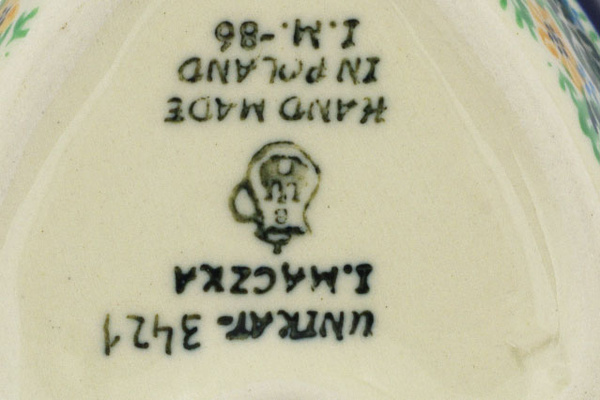 UNIKAT-3421
I.MACZKA
HAND MADE
IN POLAND
I.M.-86